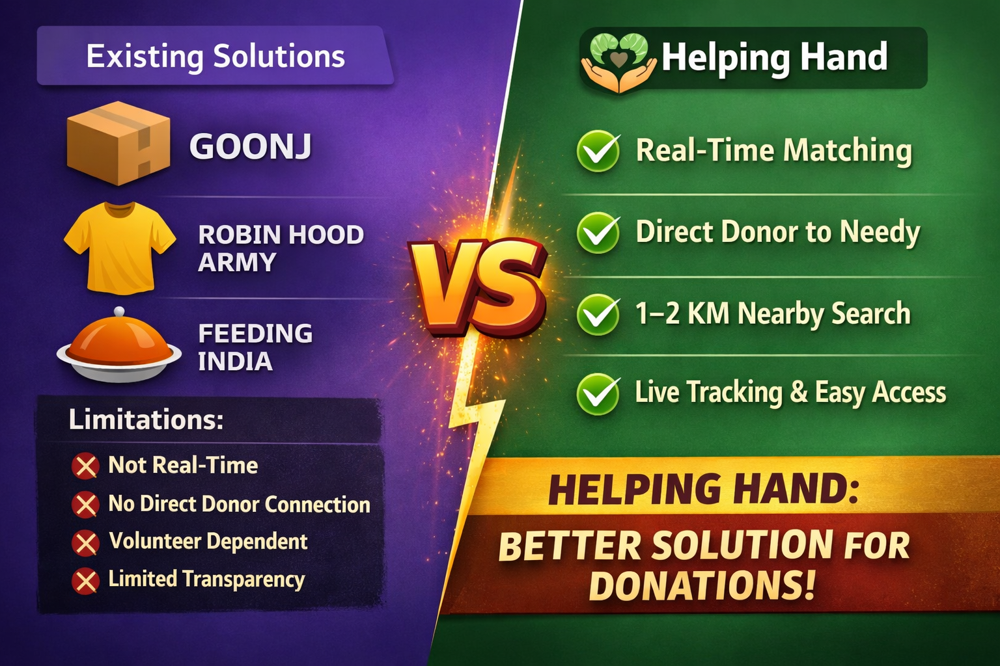 Existing Solutions
GOONJ
ROBIN HOOD
ARMY
FEEDING
INDIA
Limitations:
Not Real-Time
No Direct Donor Connection
Volunteer Dependent
Limited Transparency
VS
Helping Hand
Real-Time Matching
Direct Donor to Needy
1–2 KM Nearby Search
Live Tracking & Easy Access
HELPING HAND:
BETTER SOLUTION FOR
DONATIONS!